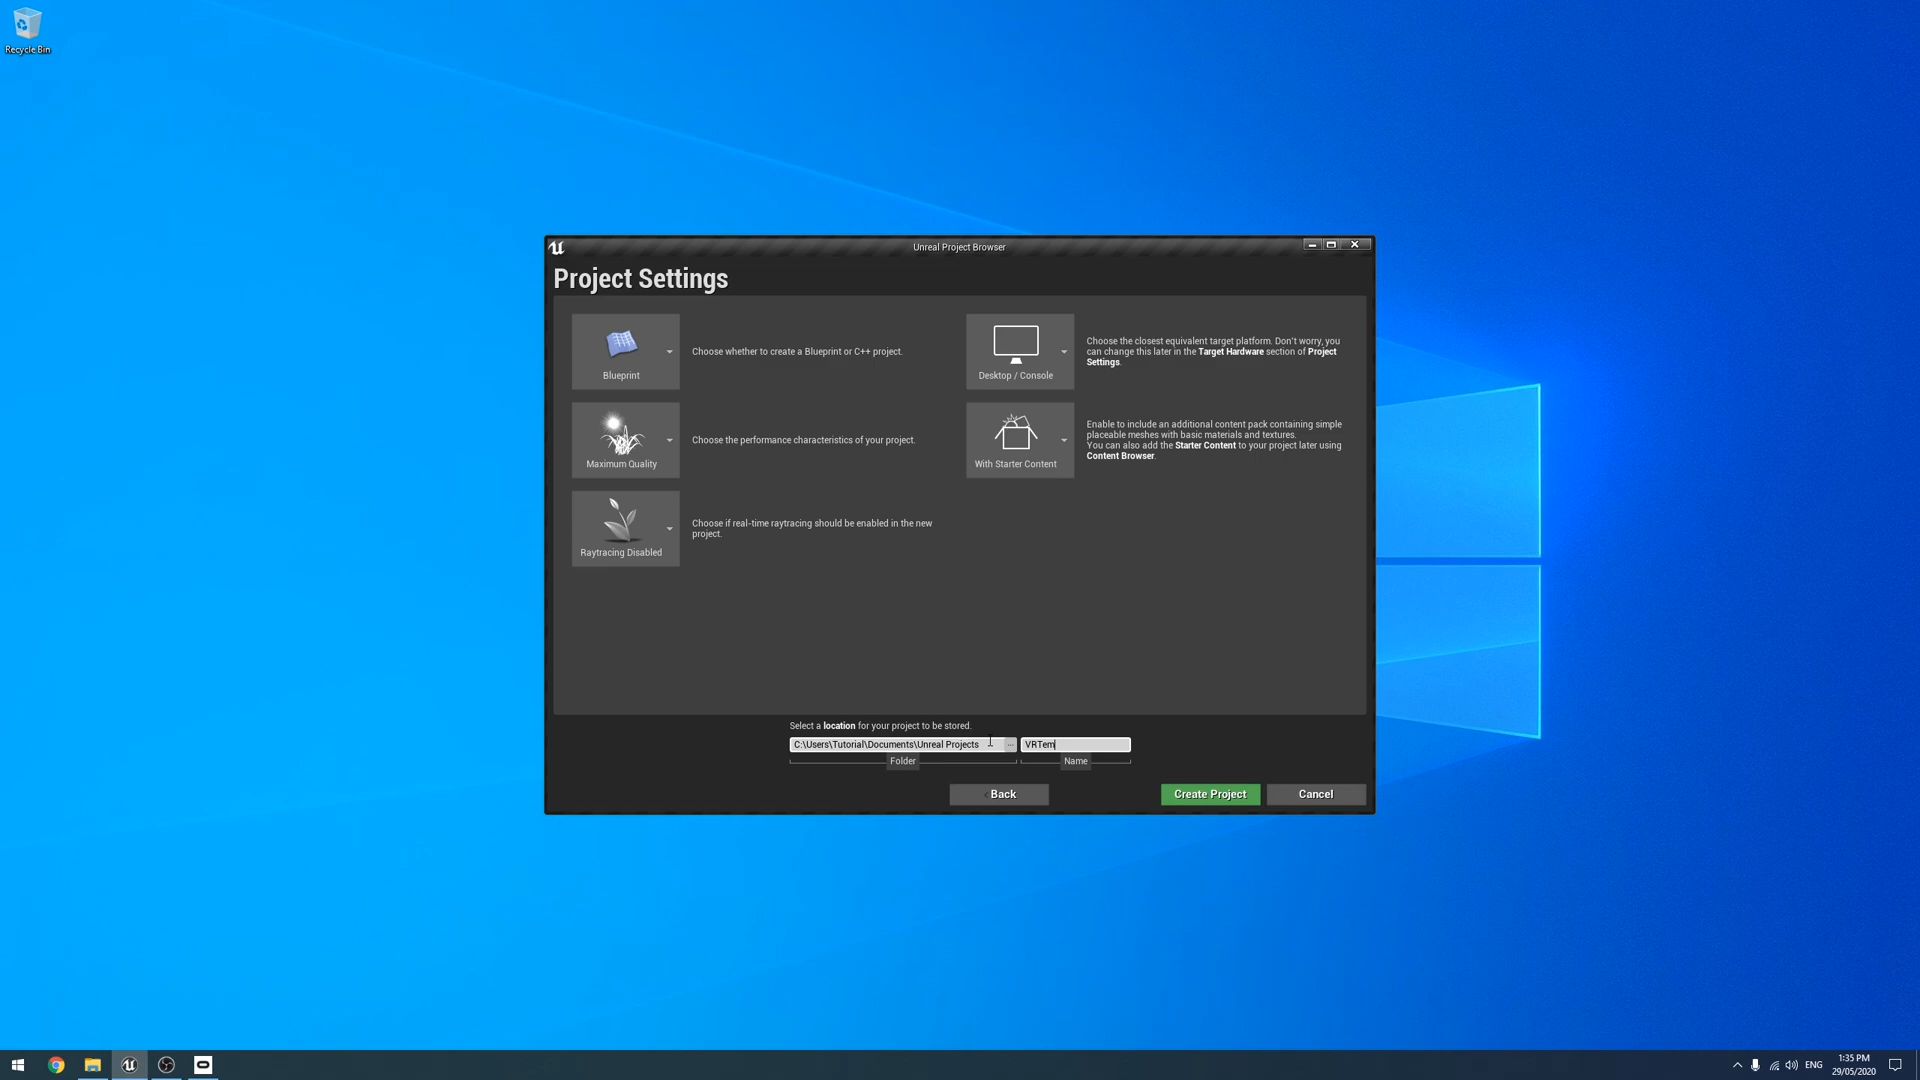 Recycle Bin
Unreal Project Browser
Project Settings
Blueprint
Choose whether to create a Blueprint or C++ project.
Desktop / Console
Choose the closest equivalent target platform. Don't worry, you
can change this later in the Target Hardware section of Project
Settings.
Maximum Quality
Choose the performance characteristics of your project.
With Starter Content
Enable to include an additional content pack containing simple
placeable meshes with basic materials and textures.
You can also add the Starter Content to your project later using
Content Browser.
Raytracing Disabled
Choose if real-time raytracing should be enabled in the new
project.
Select a location for your project to be stored.
C:\Users\Tutorial\Documents\Unreal Projects
...
VRTem
Folder
Name
Back
Create Project
Cancel
ENG
1:35 PM
29/05/2020